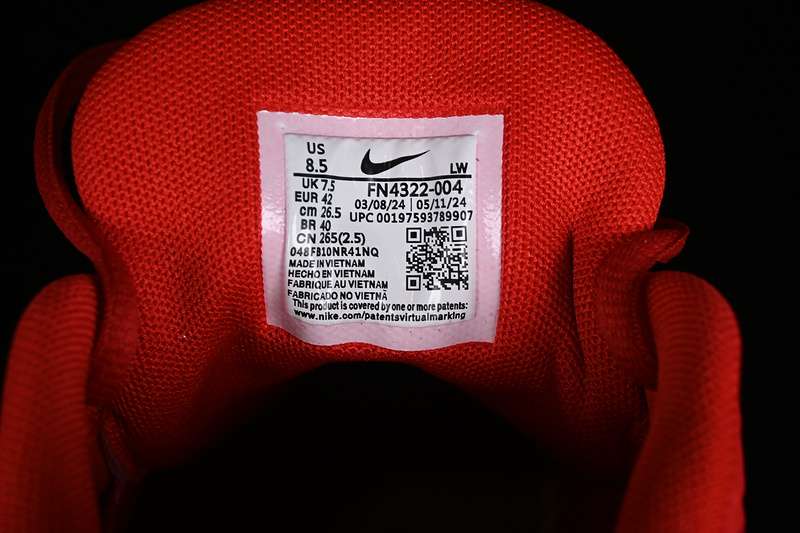 US
8.5
LW
UK 7.5
EUR 42
cm 26.5
BR 40
CN 265(2.5)
FN4322-004
03/08/24 | 05/11/24
UPC 00197593789907
048FB10NR41NQ
MADE IN VIETNAM
HECHO EN VIETNAM
FABRIQUE AU VIETNAM
FABRICADO NO VIETNÃ
This product is covered by one or more patents:
www.nike.com/patentsvirtualmarking